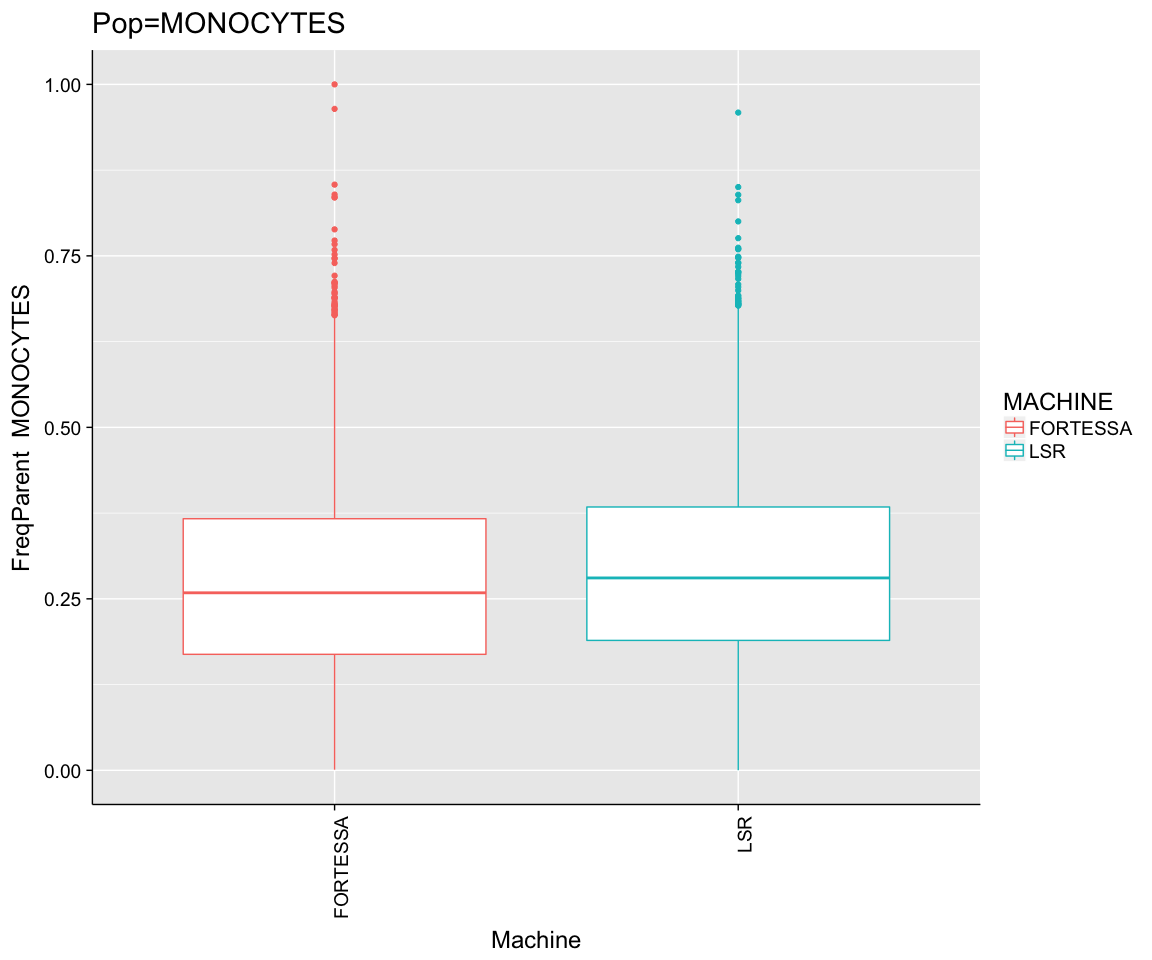 Pop=MONOCYTES
FreqParent MONOCYTES
1.00
0.75
0.50
0.25
0.00
FORTESSA
LSR
Machine
MACHINE
FORTESSA
LSR